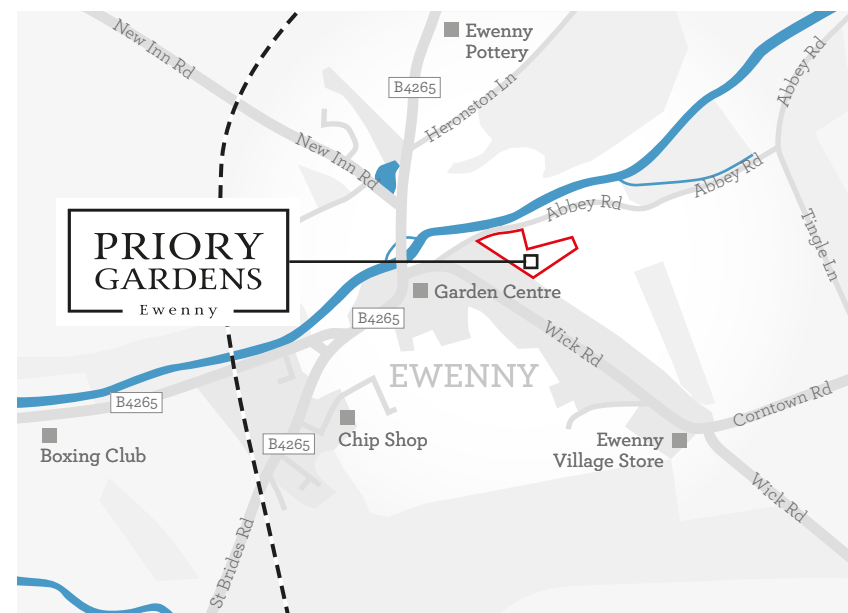 New Inn Rd
Ewenny
Pottery
Abbey Rd
B4265
Heronston Ln
New Inn Rd
Abbey Rd
Abbey Rd
PRIORY
GARDENS
Ewenny
Tingle Ln
Garden Centre
B4265
Wick Rd
EWENNY
B4265
Corntown Rd
Chip Shop
B4265
Ewenny
Village Store
Boxing Club
Wick Rd
St Brides Rd